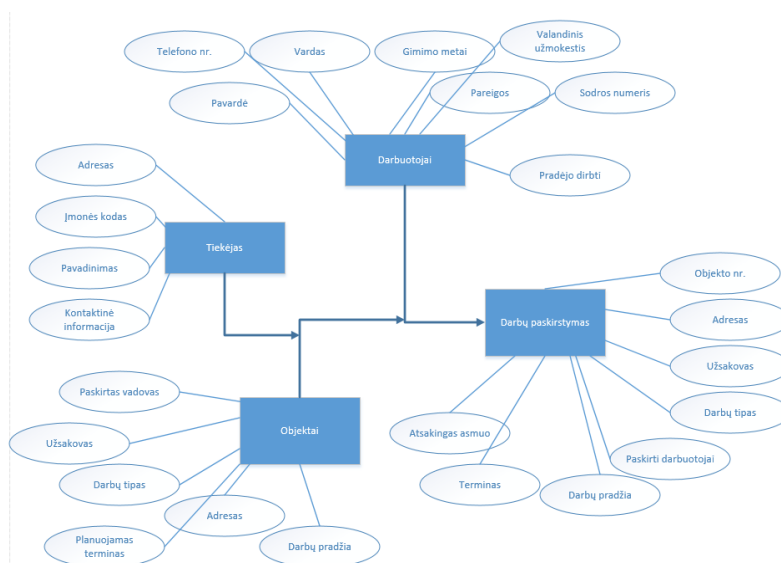 Telefono nr.
Vardas
Gimimo metai
Valandinis
užmokestis
Pavardė
Pareigos
Sodros numeris
Darbuotojai
Pradėjo dirbti
Adresas
Įmonės kodas
Pavadinimas
Kontaktinė
informacija
Tiekėjas
Objekto nr.
Darbų paskirstymas
Adresas
Užsakovas
Darbų tipas
Paskirti darbuotojai
Darbų pradžia
Terminas
Atsakingas asmuo
Paskirtas vadovas
Užsakovas
Objektai
Darbų tipas
Adresas
Planuojamas
terminas
Darbų pradžia